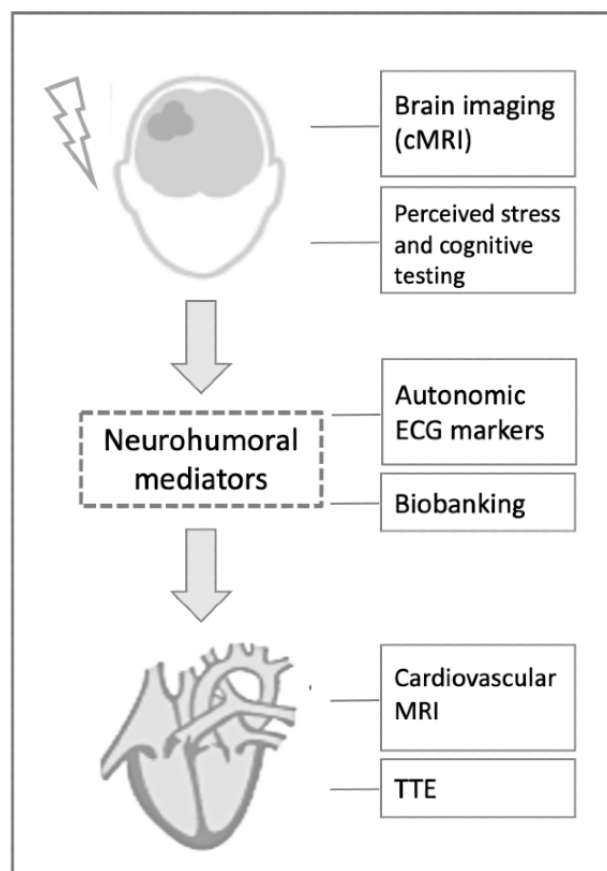 Brain imaging
(cMRI)
Perceived stress
and cognitive
testing
Neurohumoral
mediators
Autonomic
ECG markers
Biobanking
Cardiovascular
MRI
TTE